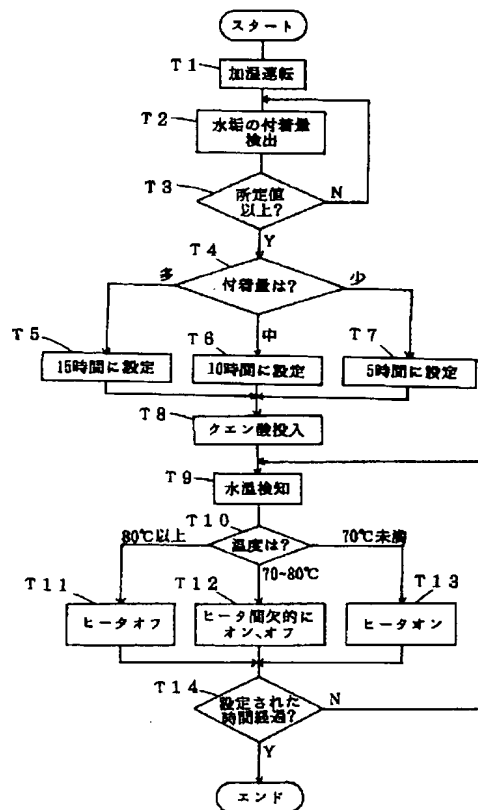 スタート
T1
加湿運転
T2
水垢の付着量
検出
T3
所定値
以上?
N
Y
T4
付着量は?
多
中
少
T5
15時間に設定
T6
10時間に設定
T7
5時間に設定
T8
クエン酸投入
T9
水温検知
T10
温度は?
80℃以上
70~80℃
70℃未満
T11
ヒータオフ
T12
ヒータ間欠的に
オン、オフ
T13
ヒータオン
T14
設定された
時間経過?
N
Y
エンド